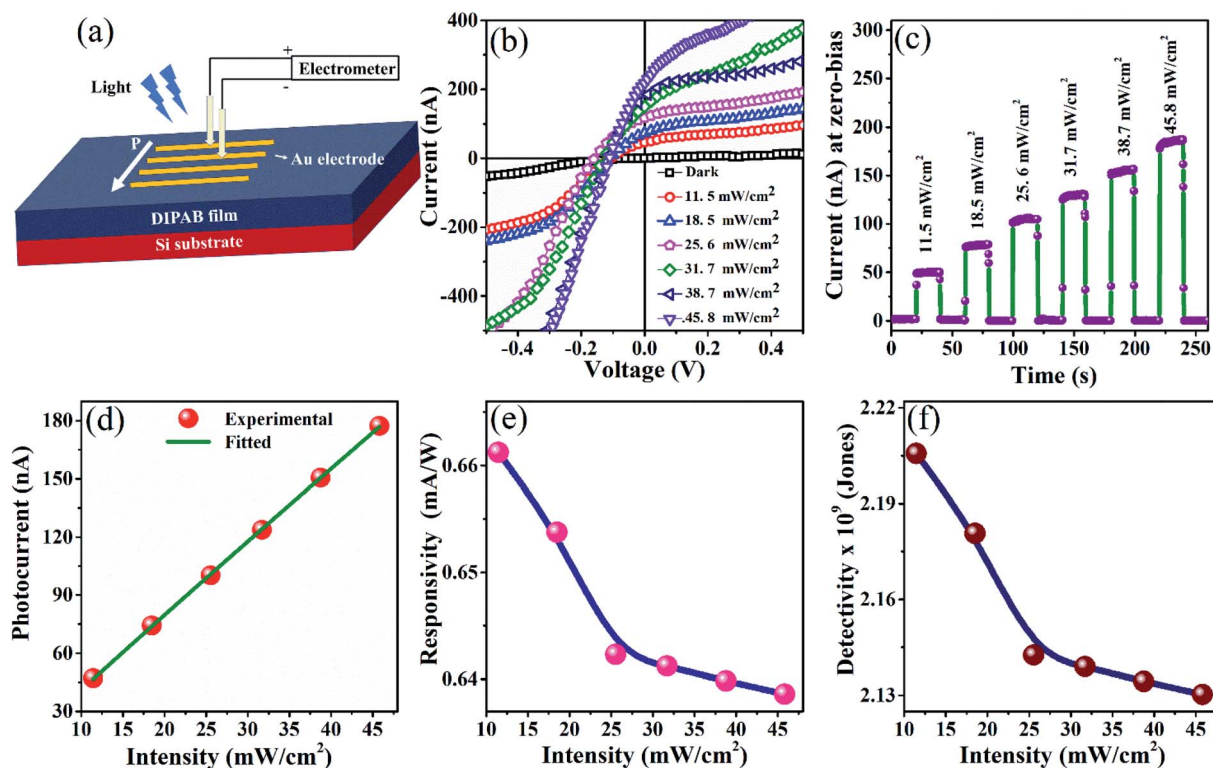 (a)
Light
+
-
Electrometer
P
Au electrode
DIPAB film
Si substrate
(b)
Current (nA)
400
200
0
-200
-400
-0.4
-0.2
0.0
0.2
0.4
Voltage (V)
Dark
11.5 mW/cm²
18.5 mW/cm²
25.6 mW/cm²
31.7 mW/cm²
38.7 mW/cm²
45.8 mW/cm²
(c)
Current (nA) at zero-bias
300
250
200
150
100
50
0
0
50
100
150
200
250
Time (s)
11.5 mW/cm²
18.5 mW/cm²
25.6 mW/cm²
31.7 mW/cm²
38.7 mW/cm²
45.8 mW/cm²
(d)
Experimental
Fitted
Photocurrent (nA)
180
150
120
90
60
30
10
15
20
25
30
35
40
45
Intensity (mW/cm²)
(e)
Responsivity (mA/W)
0.66
0.65
0.64
10
15
20
25
30
35
40
45
Intensity (mW/cm²)
(f)
Detectivity x 10⁹ (Jones)
2.22
2.19
2.16
2.13
10
15
20
25
30
35
40
45
Intensity (mW/cm²)